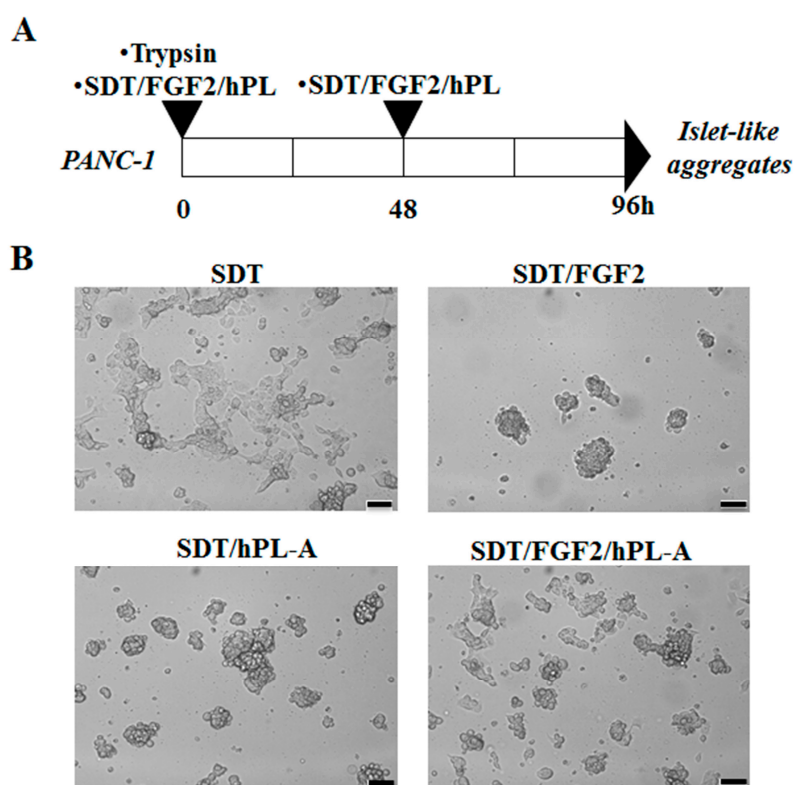 A
•Trypsin
•SDT/FGF2/hPL
•SDT/FGF2/hPL
PANC-1
Islet-like
aggregates
0
48
96h
B
SDT
SDT/FGF2
SDT/hPL-A
SDT/FGF2/hPL-A